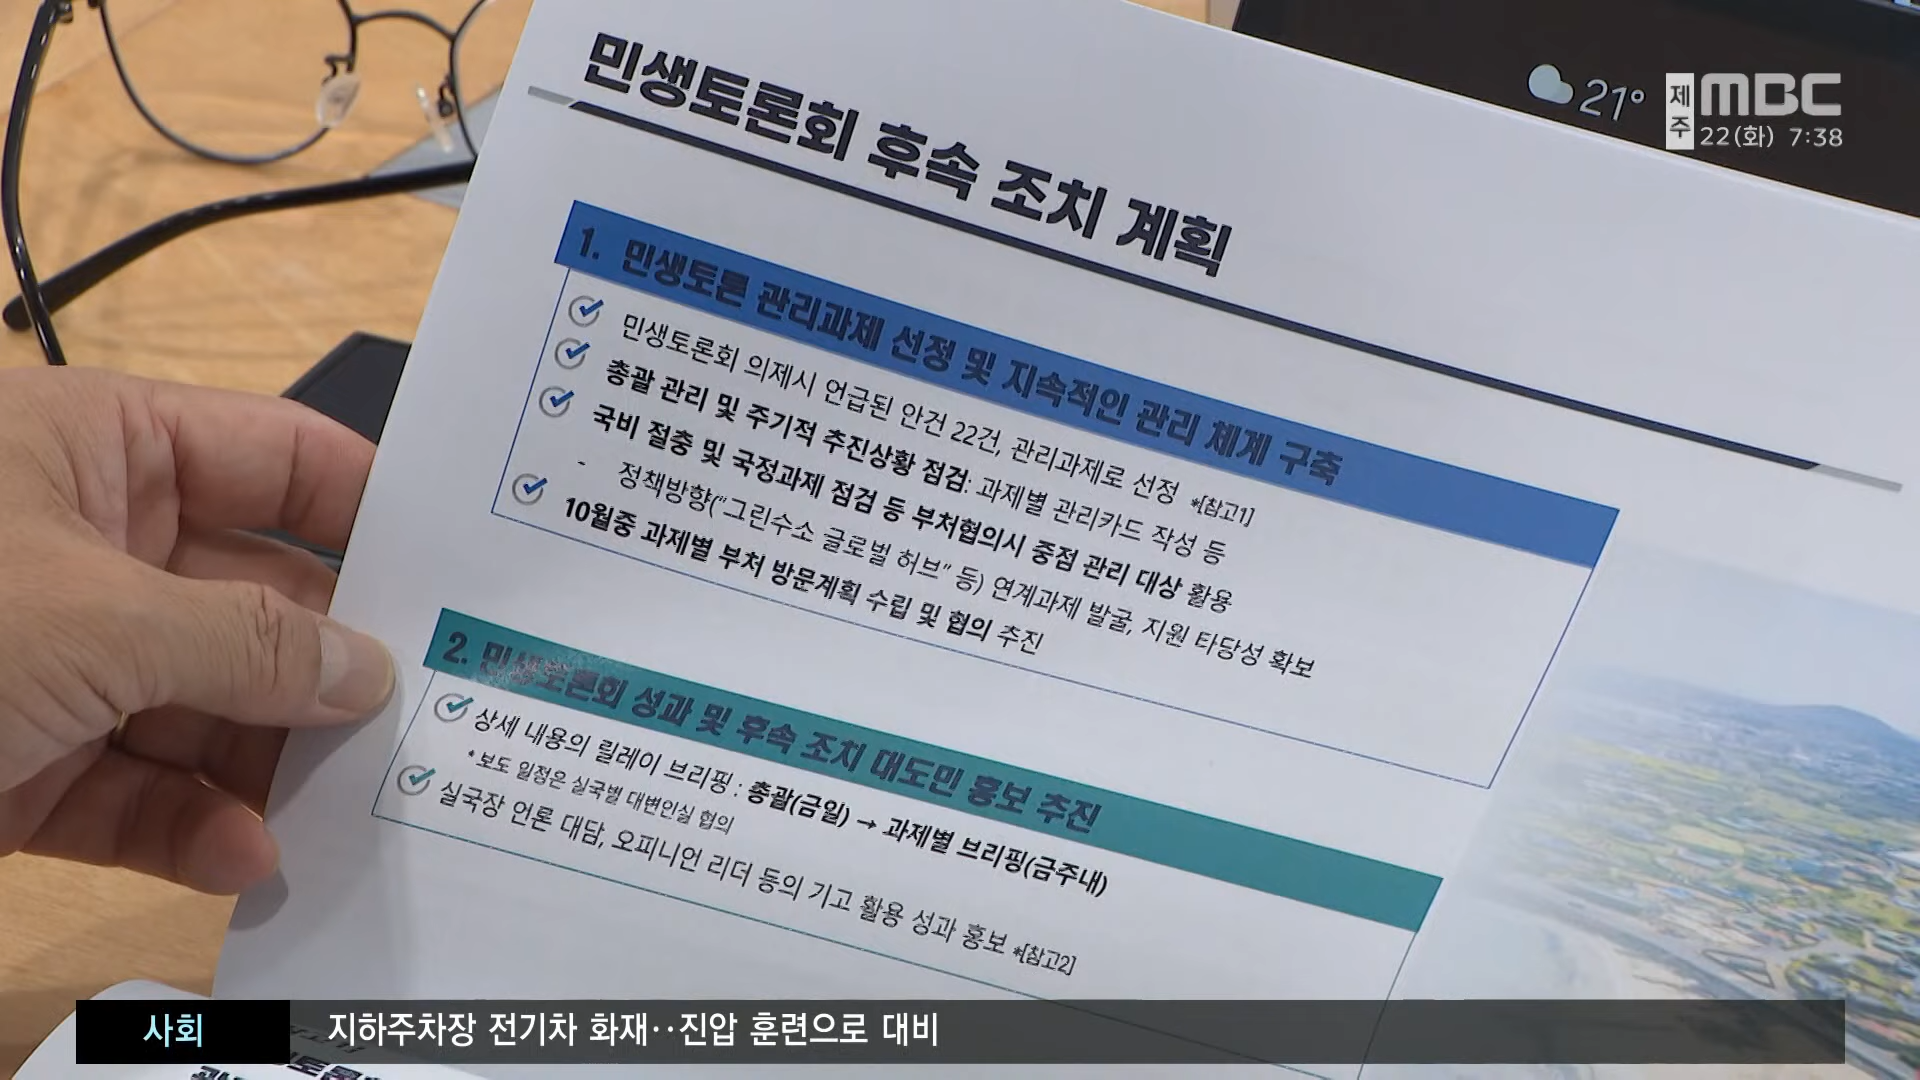 민생토론회 후속 조치 계획
21°
제주 MBC
22(화) 7:38
1. 민생토론 관리과제 선정 및 지속적인 관리 체계 구축
민생토론회 의제시 언급된 안건 22건, 관리과제로 선정 *[참고1]
총괄 관리 및 주기적 추진상황 점검: 과제별 관리카드 작성 등
국비 절충 및 국정과제 점검 등 부처협의시 중점 관리 대상 활용
- 정책방향("그린수소 글로벌 허브" 등) 연계과제 발굴, 지원 타당성 확보
10월중 과제별 부처 방문계획 수립 및 협의 추진
2. 민생토론회 성과 및 후속 조치 대도민 홍보 추진
상세 내용의 릴레이 브리핑 : 총괄(금일) → 과제별 브리핑(금주내)
* 보도 일정은 실국별 대변인실 협의
실국장 언론 대담, 오피니언 리더 등의 기고 활용 성과 홍보 *[참고2]
사회
지하주차장 전기차 화재‥진압 훈련으로 대비